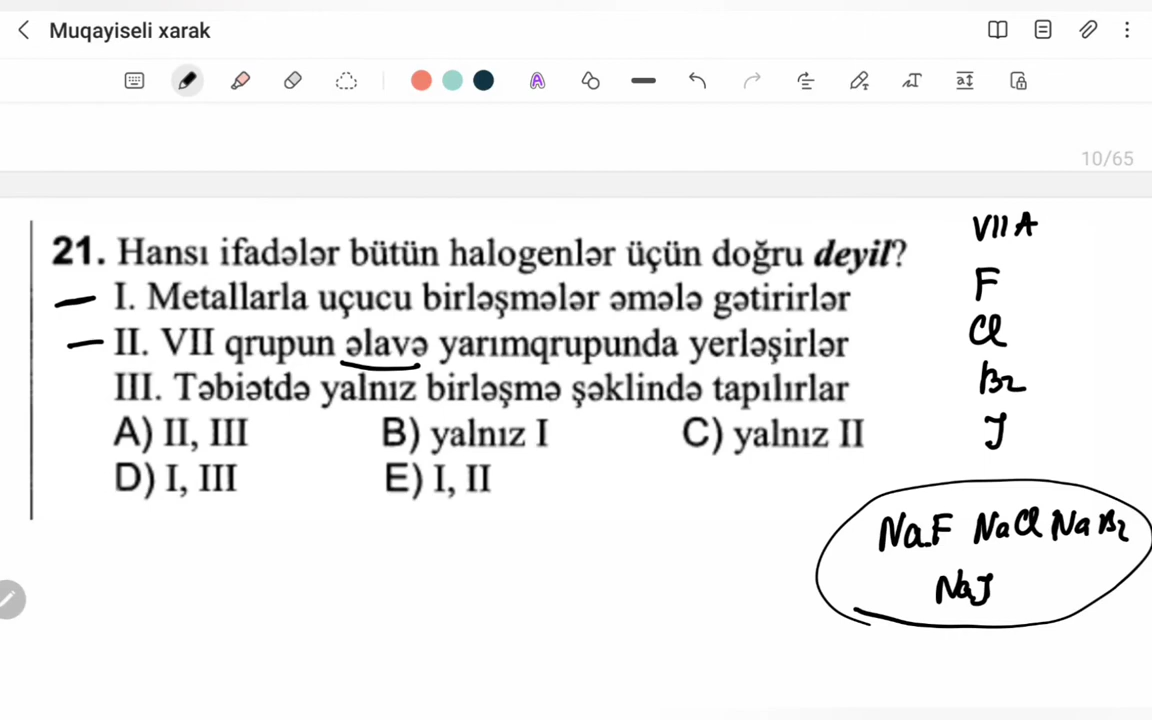 Muqayiseli xarak
10/65
21. Hansı ifadələr bütün halogenlər üçün doğru deyil?
I. Metallarla uçucu birləşmələr əmələ gətirirlər
II. VII qrupun əlavə yarımqrupunda yerləşirlər
III. Təbiətdə yalnız birləşmə şəklində tapılırlar
A) II, III B) yalnız I C) yalnız II
D) I, III E) I, II
VII A
F
Cl
Br
J
NaF NaCl NaBr
NaJ